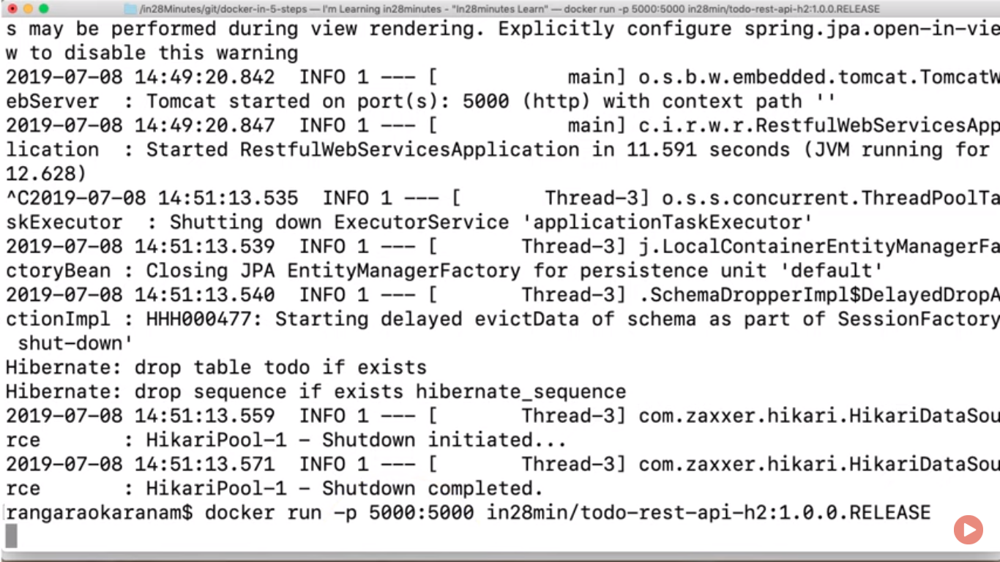 /in28Minutes/git/docker-in-5-steps — I'm Learning in28minutes - "In28minutes Learn" — docker run -p 5000:5000 in28min/todo-rest-api-h2:1.0.0.RELEASE
s may be performed during view rendering. Explicitly configure spring.jpa.open-in-vie
w to disable this warning
2019-07-08 14:49:20.842  INFO 1 --- [           main] o.s.b.w.embedded.tomcat.TomcatW
ebServer  : Tomcat started on port(s): 5000 (http) with context path ''
2019-07-08 14:49:20.847  INFO 1 --- [           main] c.i.r.w.r.RestfulWebServicesApp
lication  : Started RestfulWebServicesApplication in 11.591 seconds (JVM running for
12.628)
^C2019-07-08 14:51:13.535  INFO 1 --- [       Thread-3] o.s.s.concurrent.ThreadPoolTa
skExecutor  : Shutting down ExecutorService 'applicationTaskExecutor'
2019-07-08 14:51:13.539  INFO 1 --- [       Thread-3] j.LocalContainerEntityManagerFa
ctoryBean : Closing JPA EntityManagerFactory for persistence unit 'default'
2019-07-08 14:51:13.540  INFO 1 --- [       Thread-3] .SchemaDropperImpl$DelayedDropA
ctionImpl : HHH000477: Starting delayed evictData of schema as part of SessionFactory
 shut-down'
Hibernate: drop table todo if exists
Hibernate: drop sequence if exists hibernate_sequence
2019-07-08 14:51:13.559  INFO 1 --- [       Thread-3] com.zaxxer.hikari.HikariDataSou
rce       : HikariPool-1 - Shutdown initiated...
2019-07-08 14:51:13.571  INFO 1 --- [       Thread-3] com.zaxxer.hikari.HikariDataSou
rce       : HikariPool-1 - Shutdown completed.
rangaraokaranam$ docker run -p 5000:5000 in28min/todo-rest-api-h2:1.0.0.RELEASE